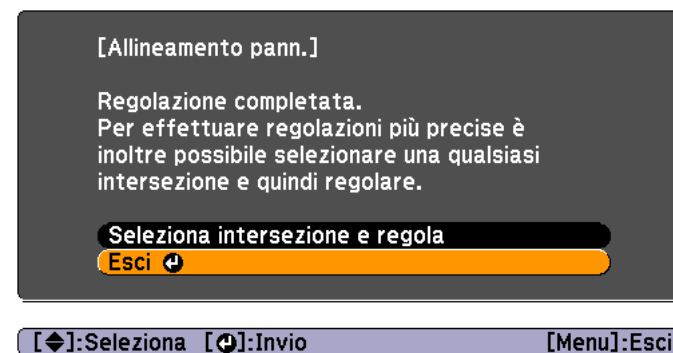 [Allineamento pann.]
Regolazione completata.
Per effettuare regolazioni più precise è
inoltre possibile selezionare una qualsiasi
intersezione e quindi regolare.
Seleziona intersezione e regola
Esci
[◆]:Seleziona [↵]:Invio [Menu]:Esci